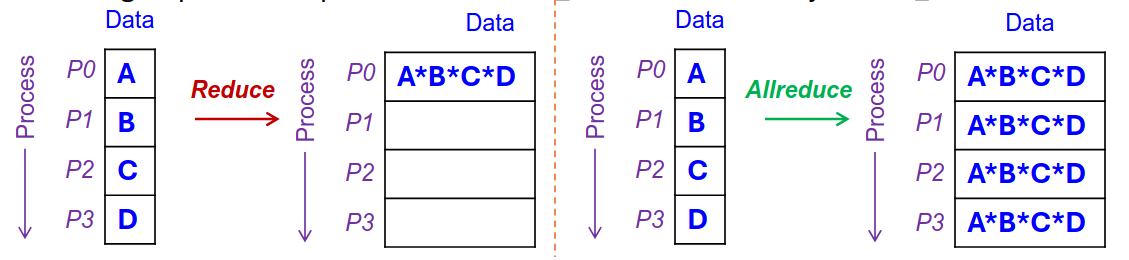 Data
Data
Process
P0 A
P1 B
P2 C
P3 D
Reduce
Process
P0 A*B*C*D
P1
P2
P3
Data
Data
Process
P0 A
P1 B
P2 C
P3 D
Allreduce
Process
P0 A*B*C*D
P1 A*B*C*D
P2 A*B*C*D
P3 A*B*C*D